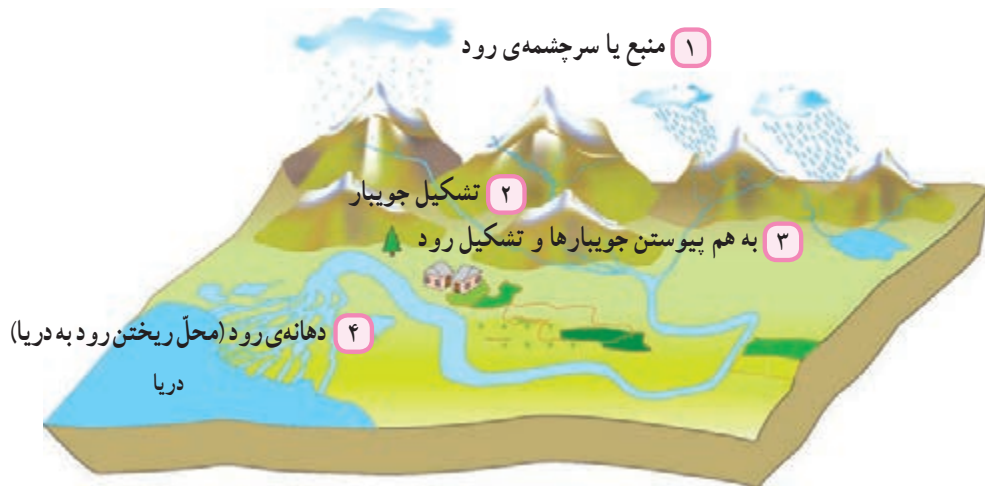 ۱ منبع یا سرچشمه‌ی رود
۲ تشکیل جویبار
۳ به هم پیوستن جویبارها و تشکیل رود
۴ دهانه‌ی رود (محلّ ریختن رود به دریا)
دریا